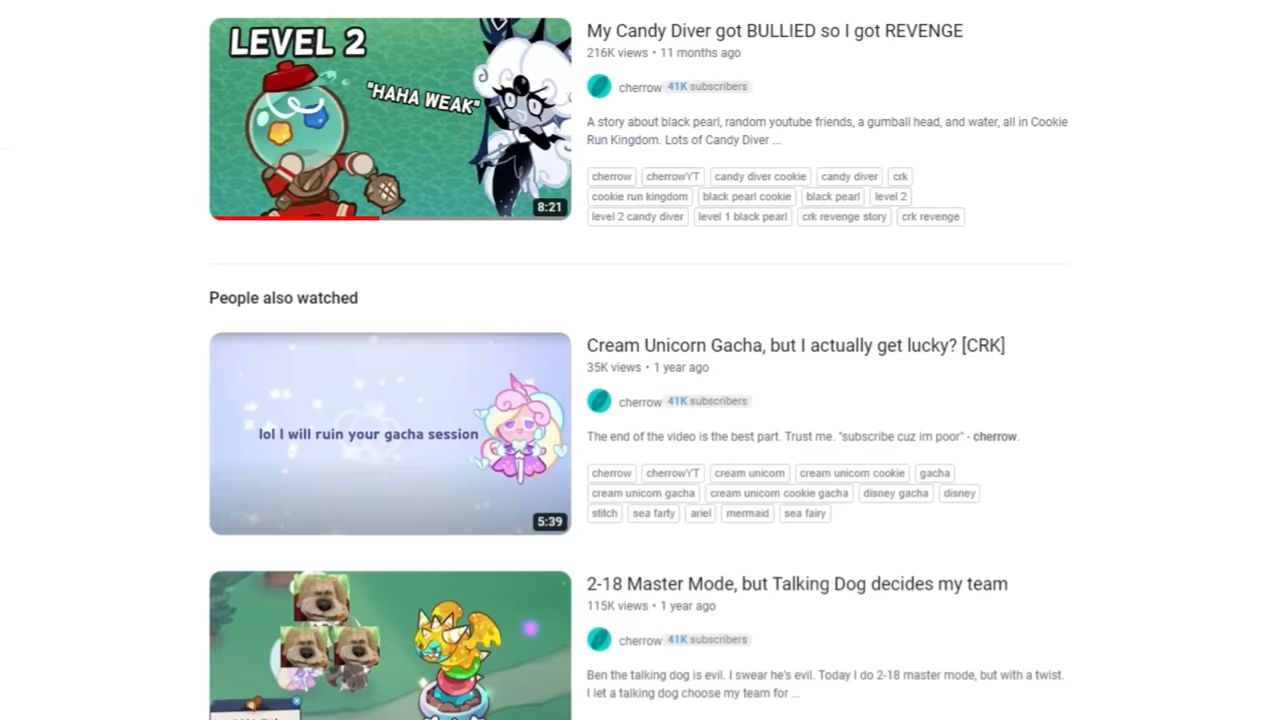 LEVEL 2
"HAHA WEAK"
8:21
My Candy Diver got BULLIED so I got REVENGE
216K views • 11 months ago
cherrow 41K subscribers
A story about black pearl, random youtube friends, a gumball head, and water, all in Cookie
Run Kingdom. Lots of Candy Diver ...
cherrow cherrowYT candy diver cookie candy diver crk
cookie run kingdom black pearl cookie black pearl level 2
level 2 candy diver level 1 black pearl crk revenge story crk revenge
People also watched
lol I will ruin your gacha session
5:39
Cream Unicorn Gacha, but I actually get lucky? [CRK]
35K views • 1 year ago
cherrow 41K subscribers
The end of the video is the best part. Trust me. "subscribe cuz im poor" - cherrow.
cherrow cherrowYT cream unicorn cream unicorn cookie gacha
cream unicorn gacha cream unicorn cookie gacha disney gacha disney
stitch sea farty ariel mermaid sea fairy
2-18 Master Mode, but Talking Dog decides my team
115K views • 1 year ago
cherrow 41K subscribers
Ben the talking dog is evil. I swear he's evil. Today I do 2-18 master mode, but with a twist.
I let a talking dog choose my team for ...